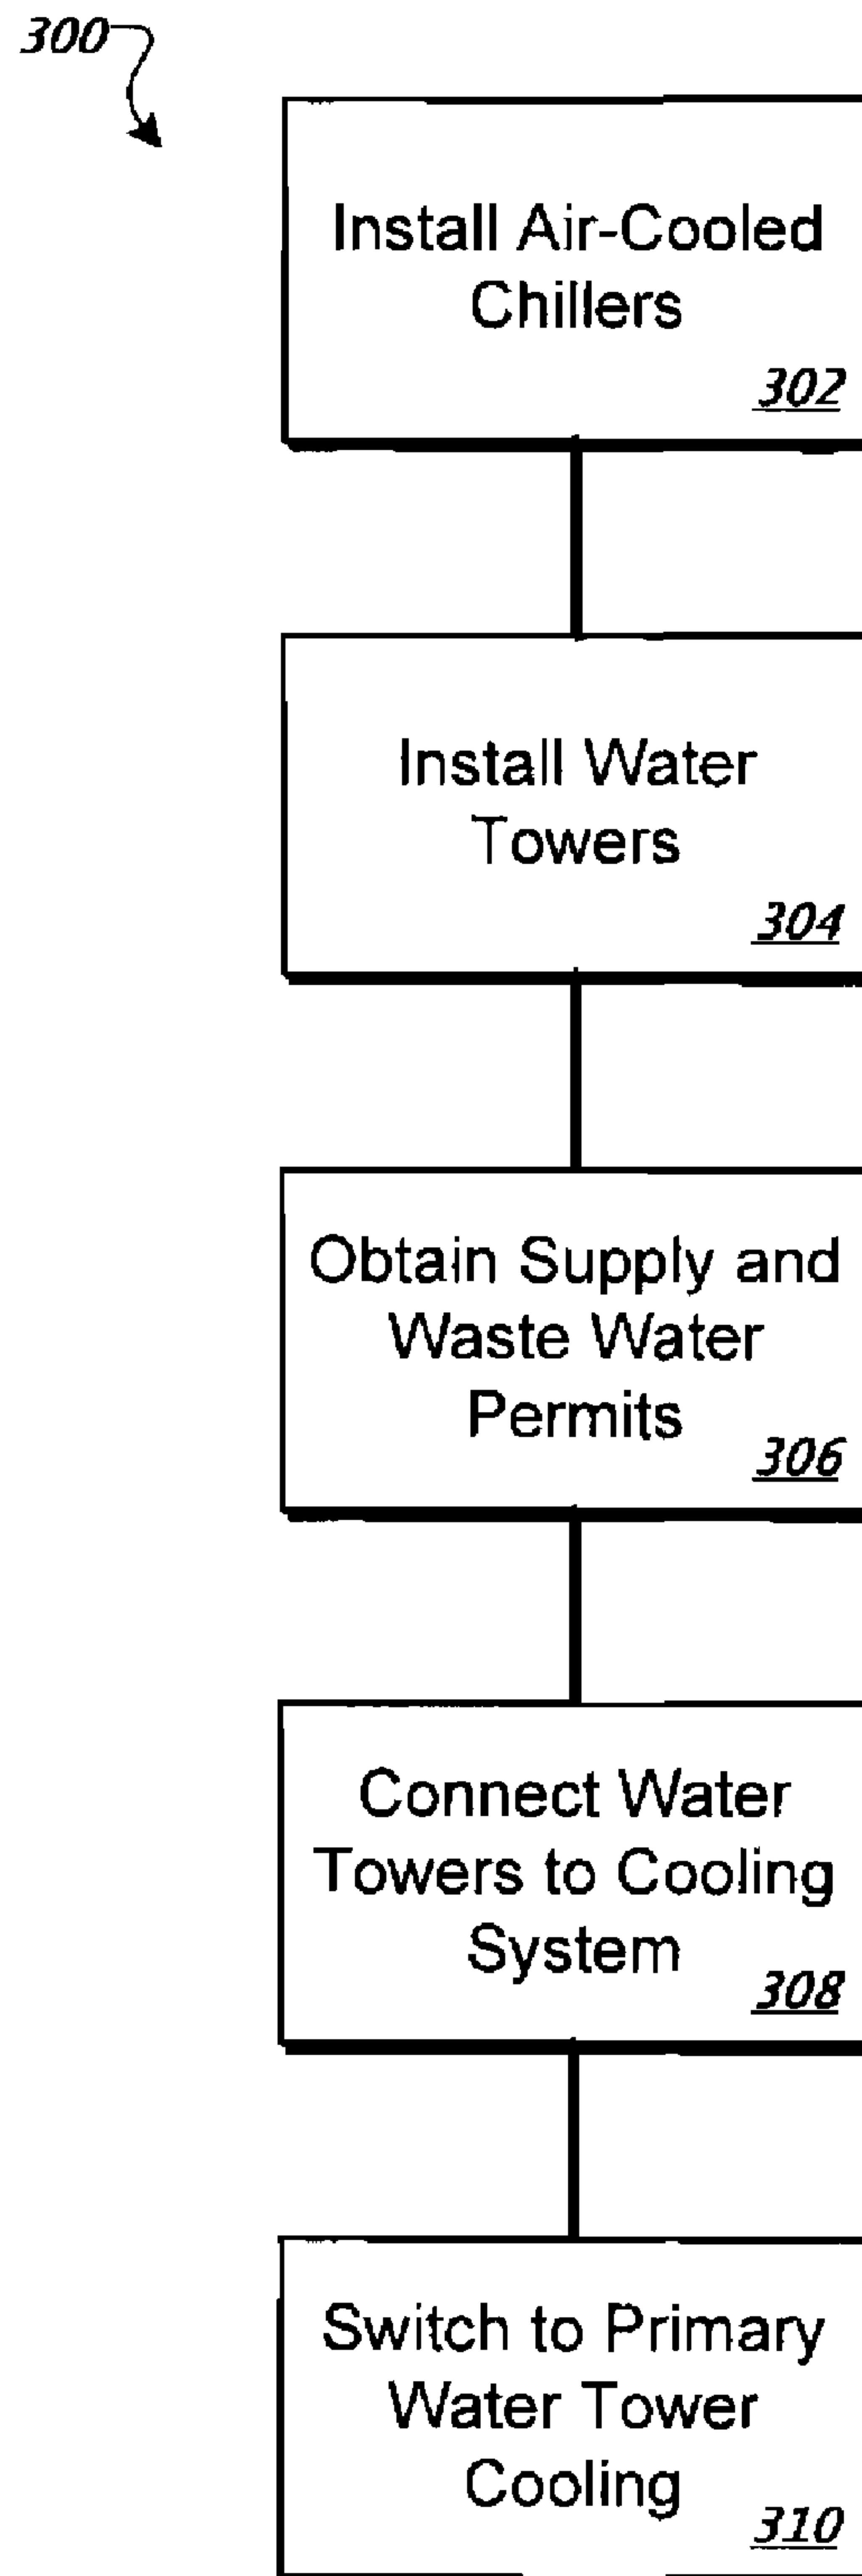 300
Install Air-Cooled
Chillers
302
Install Water
Towers
304
Obtain Supply and
Waste Water
Permits
306
Connect Water
Towers to Cooling
System
308
Switch to Primary
Water Tower
Cooling
310